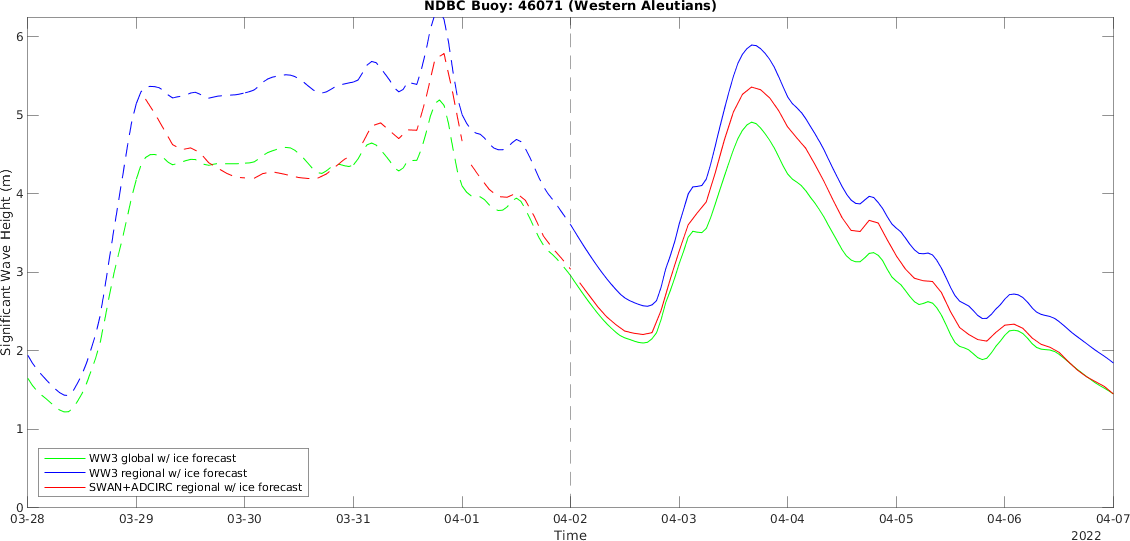 NDBC Buoy: 46071 (Western Aleutians)
6
5
4
3
2
1
0
Significant Wave Height (m)
WW3 global w/ ice forecast
WW3 regional w/ ice forecast
SWAN+ADCIRC regional w/ ice forecast
03-28 03-29 03-30 03-31 04-01 04-02 04-03 04-04 04-05 04-06 04-07
Time
2022